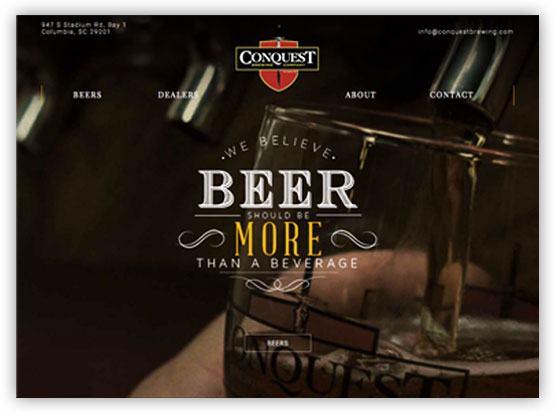 947 S Stadium Rd, Bay 1
Columbia, SC 29201
info@conquestbrewing.com
CONQUEST
BREWING COMPANY
BEERS
DEALERS
ABOUT
CONTACT
· WE BELIEVE ·
BEER
SHOULD BE
MORE
THAN A BEVERAGE
BEERS
CONQUEST